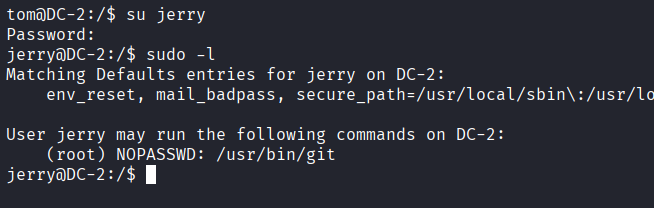 tom@DC-2:/$ su jerry
Password:
jerry@DC-2:/$ sudo -l
Matching Defaults entries for jerry on DC-2:
    env_reset, mail_badpass, secure_path=/usr/local/sbin\:/usr/lo
User jerry may run the following commands on DC-2:
    (root) NOPASSWD: /usr/bin/git
jerry@DC-2:/$